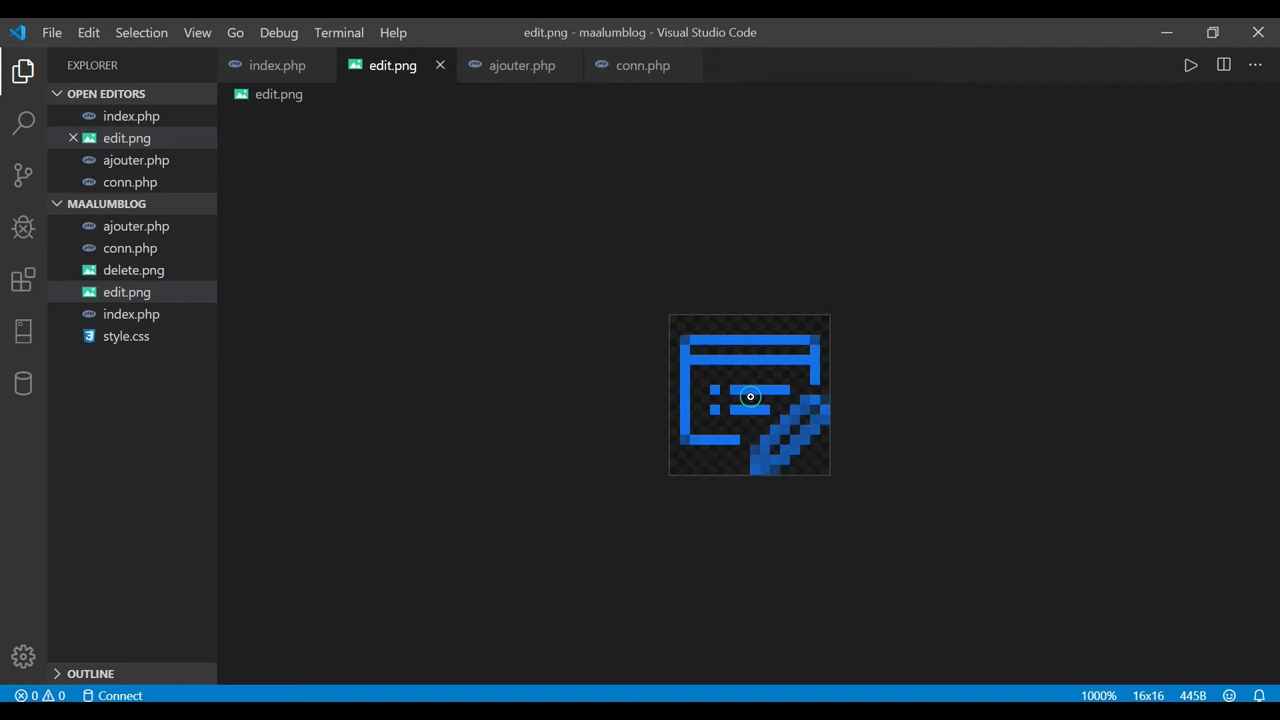 File Edit Selection View Go Debug Terminal Help edit.png - maalumblog - Visual Studio Code
EXPLORER
index.php edit.png ajouter.php conn.php
OPEN EDITORS
edit.png
index.php
edit.png
ajouter.php
conn.php
MAALUMBLOG
ajouter.php
conn.php
delete.png
edit.png
index.php
style.css
OUTLINE
0 0 Connect 1000% 16x16 445B